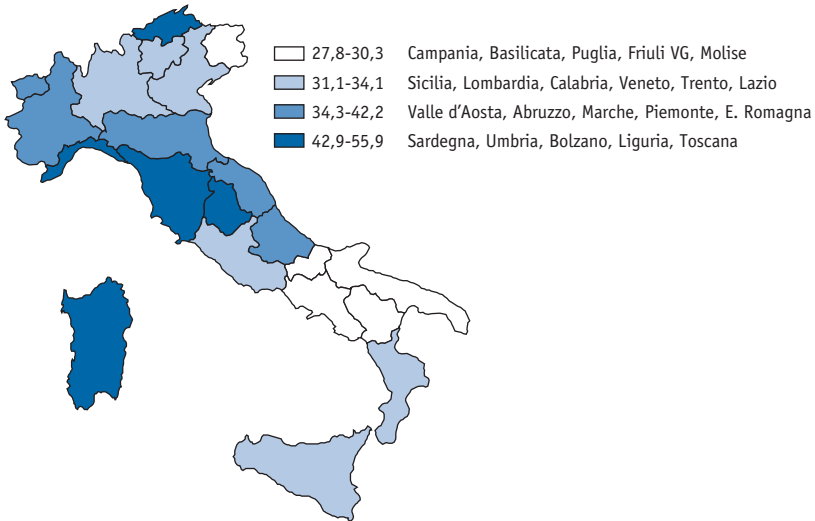 27,8-30,3 Campania, Basilicata, Puglia, Friuli VG, Molise
31,1-34,1 Sicilia, Lombardia, Calabria, Veneto, Trento, Lazio
34,3-42,2 Valle d'Aosta, Abruzzo, Marche, Piemonte, E. Romagna
42,9-55,9 Sardegna, Umbria, Bolzano, Liguria, Toscana